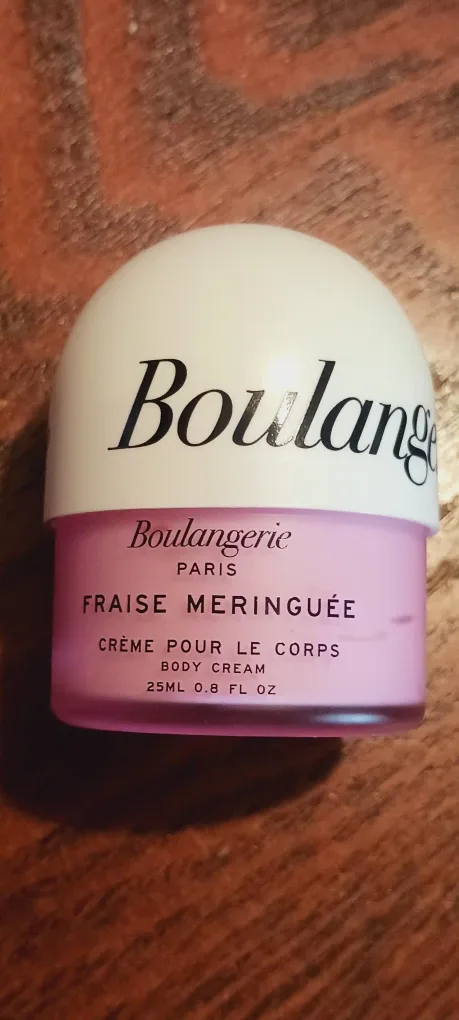 Boulange
Boulangerie
PARIS
FRAISE MERINGUÉE
CRÈME POUR LE CORPS
BODY CREAM
25ML 0.8 FL OZ